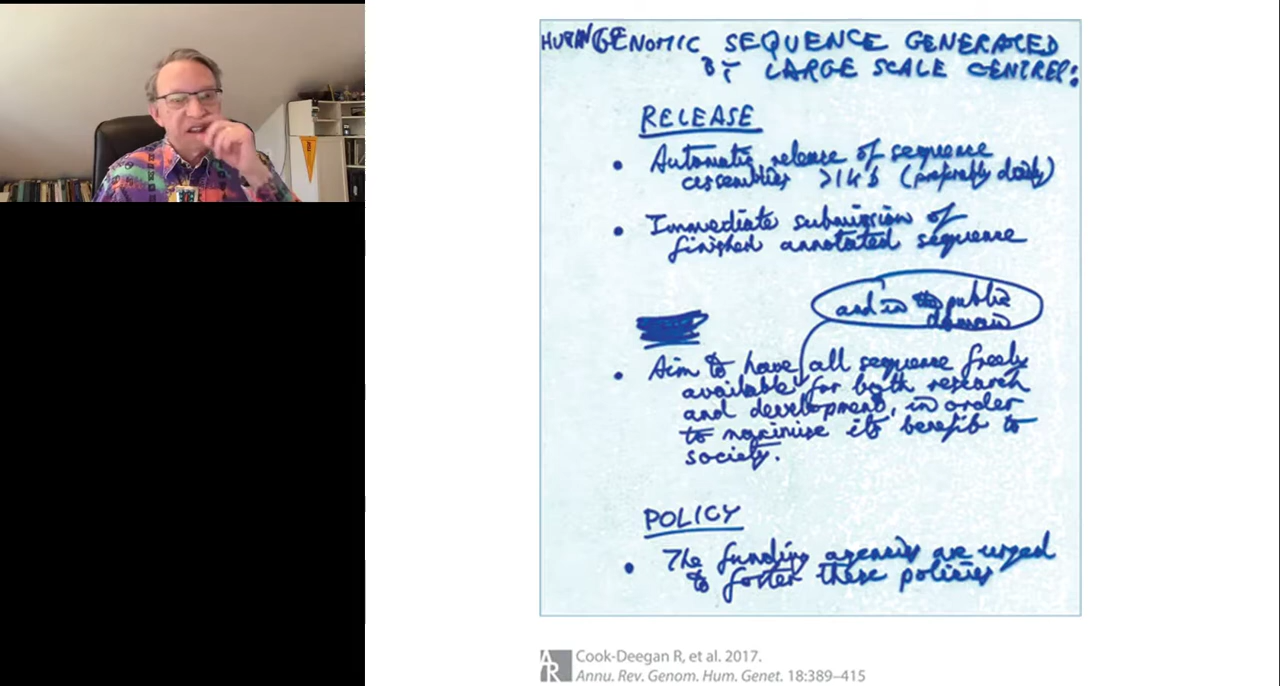 HUMAN GENOMIC SEQUENCE GENERATED
BY LARGE SCALE CENTRES:
RELEASE
• Automatic release of sequence
assemblies >1kb (preferably daily)
• Immediate submission of
finished annotated sequence
and in the public
domain
• Aim to have all sequence freely
available for both research
and development, in order
to maximise its benefit to
society.
POLICY
• The funding agencies are urged
to foster these policies
AR
Cook-Deegan R, et al. 2017.
Annu. Rev. Genom. Hum. Genet. 18:389–415